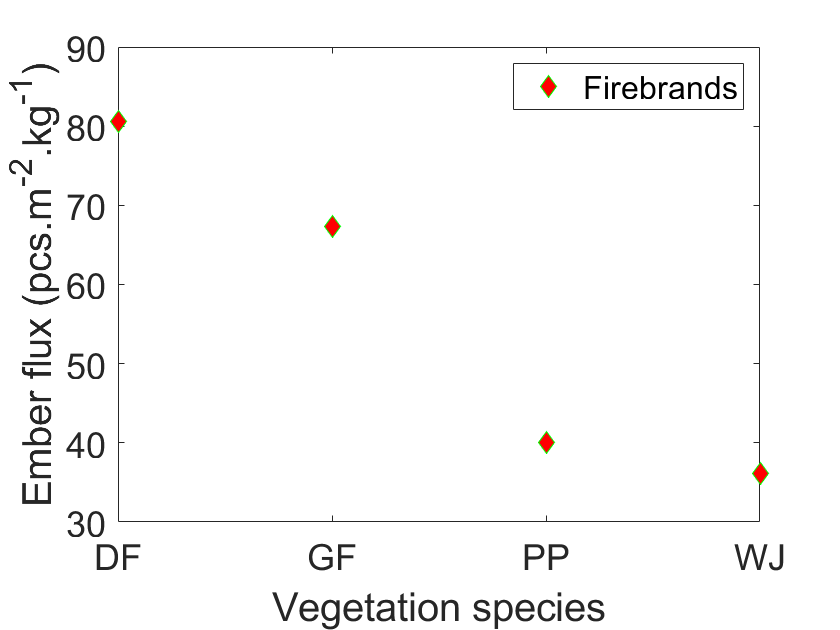 90
80
70
60
50
40
30
Ember flux (pcs.m⁻².kg⁻¹)
Firebrands
DF GF PP WJ
Vegetation species